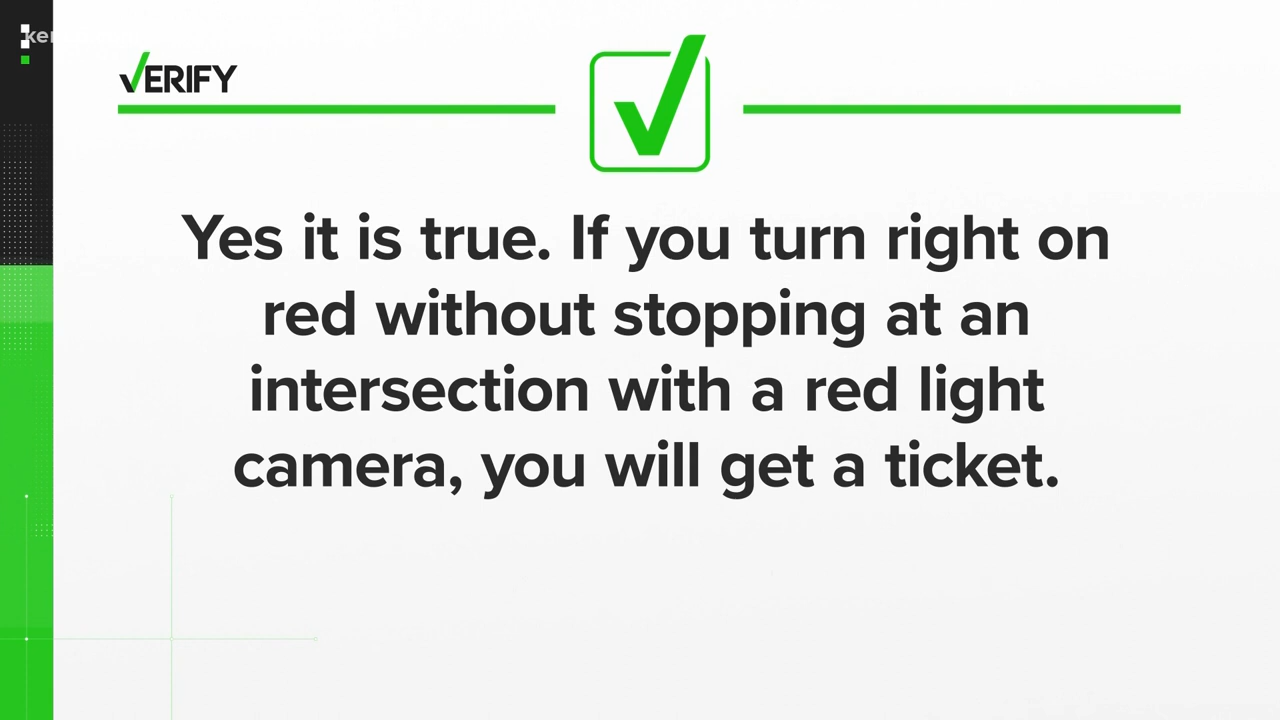 VERIFY
Yes it is true. If you turn right on
red without stopping at an
intersection with a red light
camera, you will get a ticket.